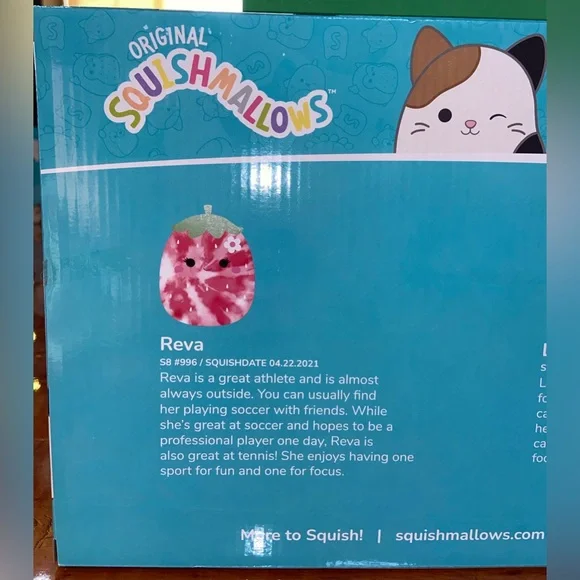 ORIGINAL
SQUISHMALLOWS™
Reva
S8 #996 / SQUISHDATE 04.22.2021
Reva is a great athlete and is almost
always outside. You can usually find
her playing soccer with friends. While
she's great at soccer and hopes to be a
professional player one day, Reva is
also great at tennis! She enjoys having one
sport for fun and one for focus.
More to Squish! | squishmallows.com